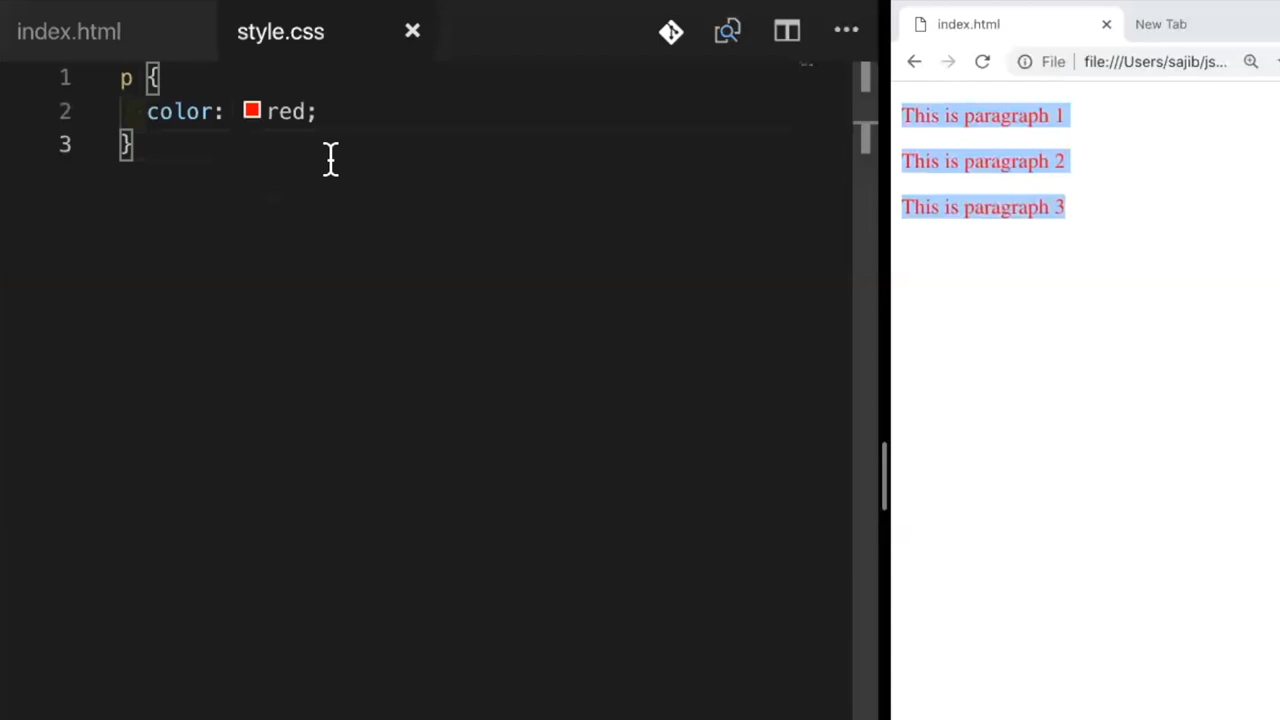 index.html
style.css
1 p {
2 color: red;
3 }
index.html
New Tab
File file:///Users/sajib/js...
This is paragraph 1
This is paragraph 2
This is paragraph 3